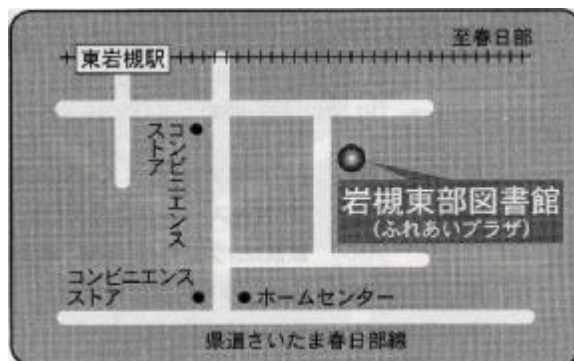 至春日部
東岩槻駅
コンビニエンス
ストア
岩槻東部図書館
(ふれあいプラザ)
コンビニエンス
ストア
ホームセンター
県道さいたま春日部線